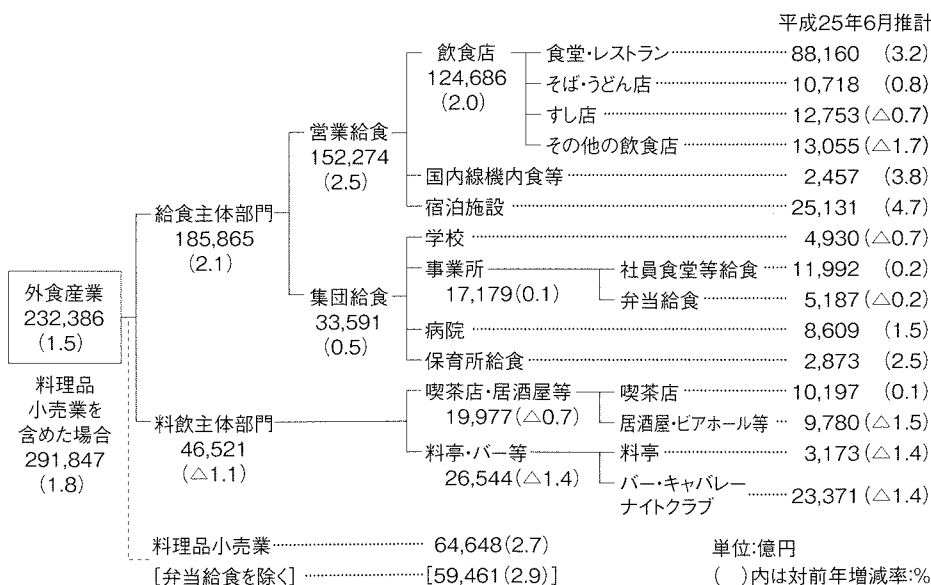 平成25年6月推計
外食産業
232,386
(1.5)
料理品
小売業を
含めた場合
291,847
(1.8)
給食主体部門
185,865
(2.1)
営業給食
152,274
(2.5)
飲食店
124,686
(2.0)
食堂・レストラン 88,160 (3.2)
そば・うどん店 10,718 (0.8)
すし店 12,753 (△0.7)
その他の飲食店 13,055 (△1.7)
国内線機内食等 2,457 (3.8)
宿泊施設 25,131 (4.7)
集団給食
33,591
(0.5)
学校 4,930 (△0.7)
事業所
17,179(0.1)
社員食堂等給食 11,992 (0.2)
弁当給食 5,187 (△0.2)
病院 8,609 (1.5)
保育所給食 2,873 (2.5)
料飲主体部門
46,521
(△1.1)
喫茶店・居酒屋等
19,977(△0.7)
喫茶店 10,197 (0.1)
居酒屋・ビアホール等 9,780 (△1.5)
料亭・バー等
26,544(△1.4)
料亭 3,173 (△1.4)
バー・キャバレー
ナイトクラブ 23,371 (△1.4)
料理品小売業 64,648(2.7)
[弁当給食を除く] [59,461(2.9)]
単位:億円
( )内は対前年増減率:%